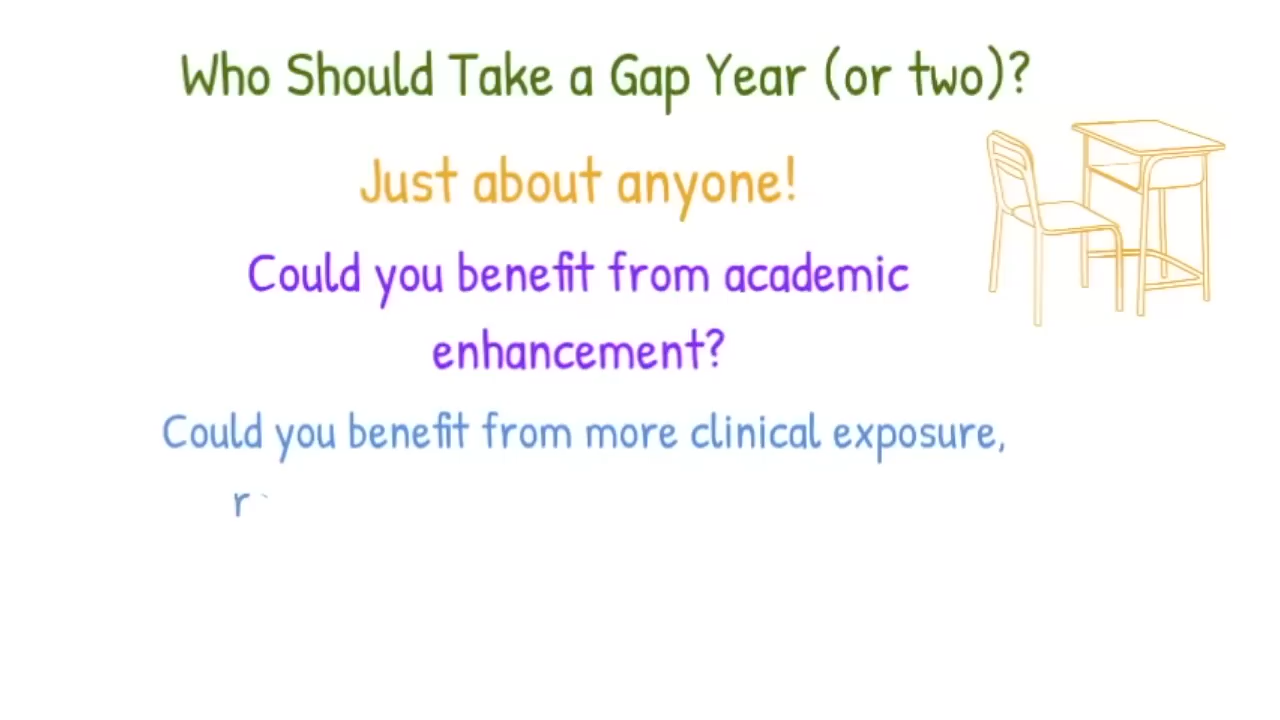 Who Should Take a Gap Year (or two)?
Just about anyone!
Could you benefit from academic
enhancement?
Could you benefit from more clinical exposure,
r